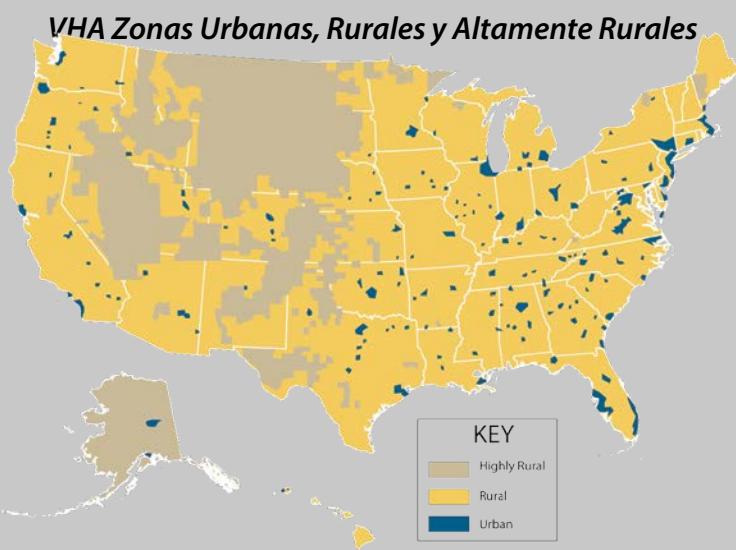 VHA Zonas Urbanas, Rurales y Altamente Rurales
KEY
Highly Rural
Rural
Urban